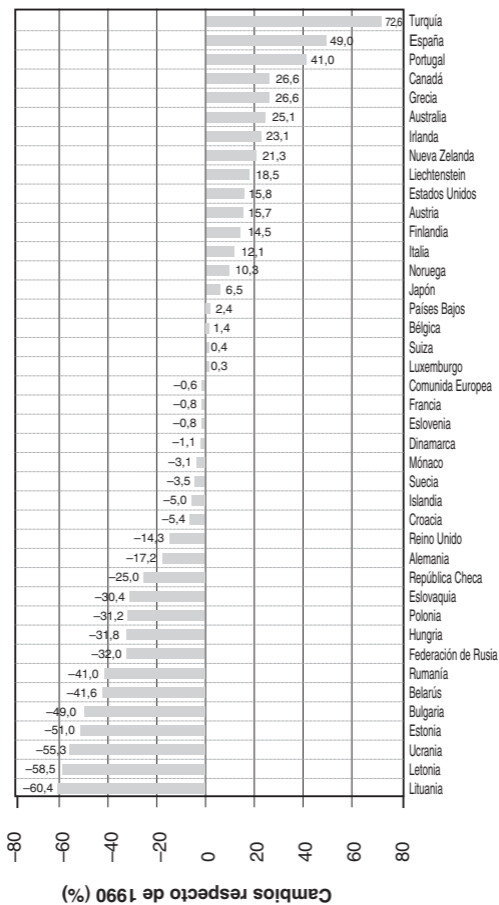 72,6 Turquía
49,0 España
41,0 Portugal
26,6 Canadá
26,6 Grecia
25,1 Australia
23,1 Irlanda
21,3 Nueva Zelanda
18,5 Liechtenstein
15,8 Estados Unidos
15,7 Austria
14,5 Finlandia
12,1 Italia
10,3 Noruega
6,5 Japón
2,4 Países Bajos
1,4 Bélgica
0,4 Suiza
0,3 Luxemburgo
–0,6 Comunida Europea
–0,8 Francia
–0,8 Eslovenia
–1,1 Dinamarca
–3,1 Mónaco
–3,5 Suecia
–5,0 Islandia
–5,4 Croacia
–14,3 Reino Unido
–17,2 Alemania
–25,0 República Checa
–30,4 Eslovaquia
–31,2 Polonia
–31,8 Hungria
–32,0 Federación de Rusia
–41,0 Rumanía
–41,6 Belarús
–49,0 Bulgaria
–51,0 Estonia
–55,3 Ucrania
–58,5 Letonia
–60,4 Lituania
–80 –60 –40 –20 0 20 40 60 80
Cambios respecto de 1990 (%)